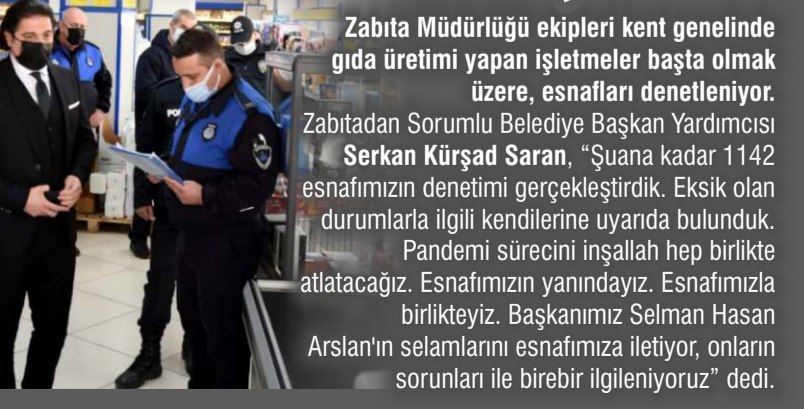 Zabıta Müdürlüğü ekipleri kent genelinde
gıda üretimi yapan işletmeler başta olmak
üzere, esnafları denetleniyor.
Zabıtadan Sorumlu Belediye Başkan Yardımcısı
Serkan Kürşad Saran, “Şuana kadar 1142
esnafımızın denetimi gerçekleştirdik. Eksik olan
durumlarla ilgili kendilerine uyarıda bulunduk.
Pandemi sürecini inşallah hep birlikte
atlatacağız. Esnafımızın yanındayız. Esnafımızla
birlikteyiz. Başkanımız Selman Hasan
Arslan'ın selamlarını esnafımıza iletiyor, onların
sorunları ile birebir ilgileniyoruz” dedi.